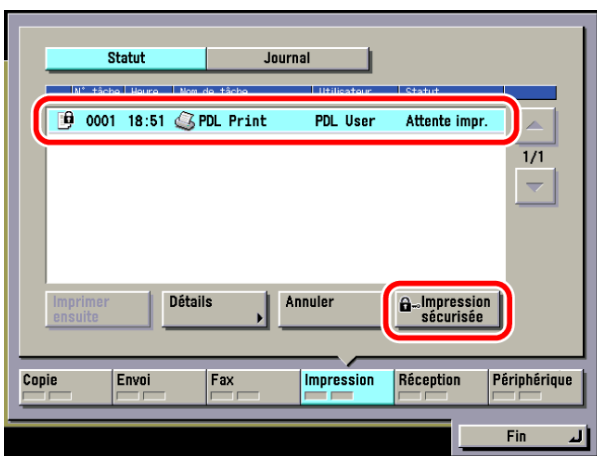 Statut Journal
N° tâche Heure Nom de tâche Utilisateur Statut
0001 18:51 PDL Print PDL User Attente impr.
1/1
Imprimer ensuite
Détails
Annuler
Impression sécurisée
Copie Envoi Fax Impression Réception Périphérique
Fin